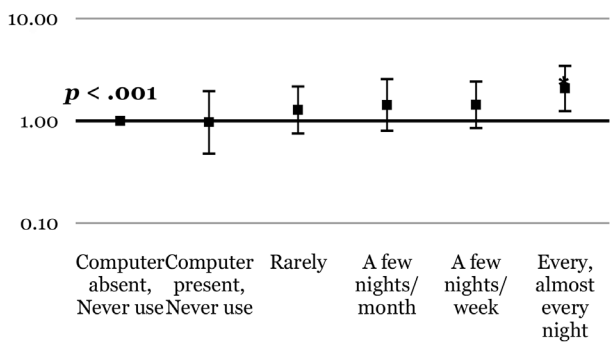 10.00
p < .001
1.00
*
0.10
Computer absent, Never use
Computer present, Never use
Rarely
A few nights/ month
A few nights/ week
Every, almost every night